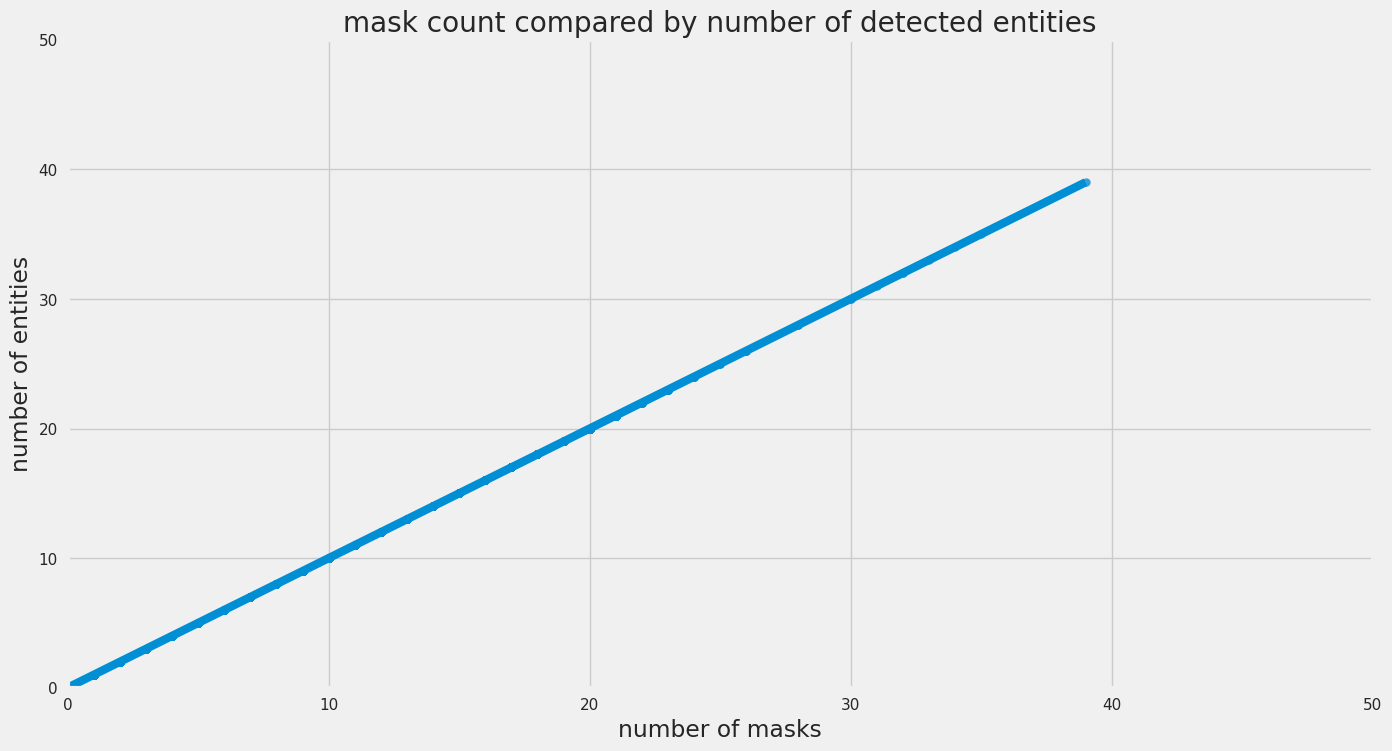 mask count compared by number of detected entities
50
40
30
20
10
0
number of entities
0 10 20 30 40 50
number of masks